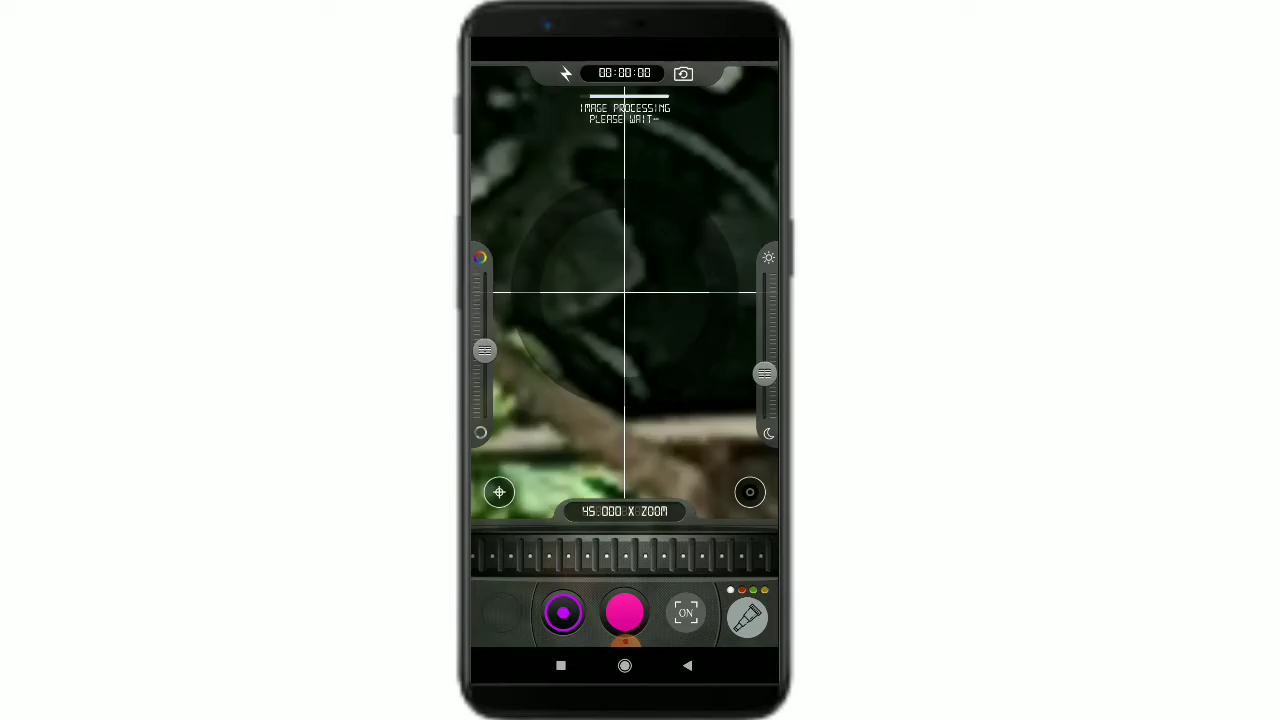 00:00:00
IMAGE PROCESSING
PLEASE WAIT--
45.000 X ZOOM
ON